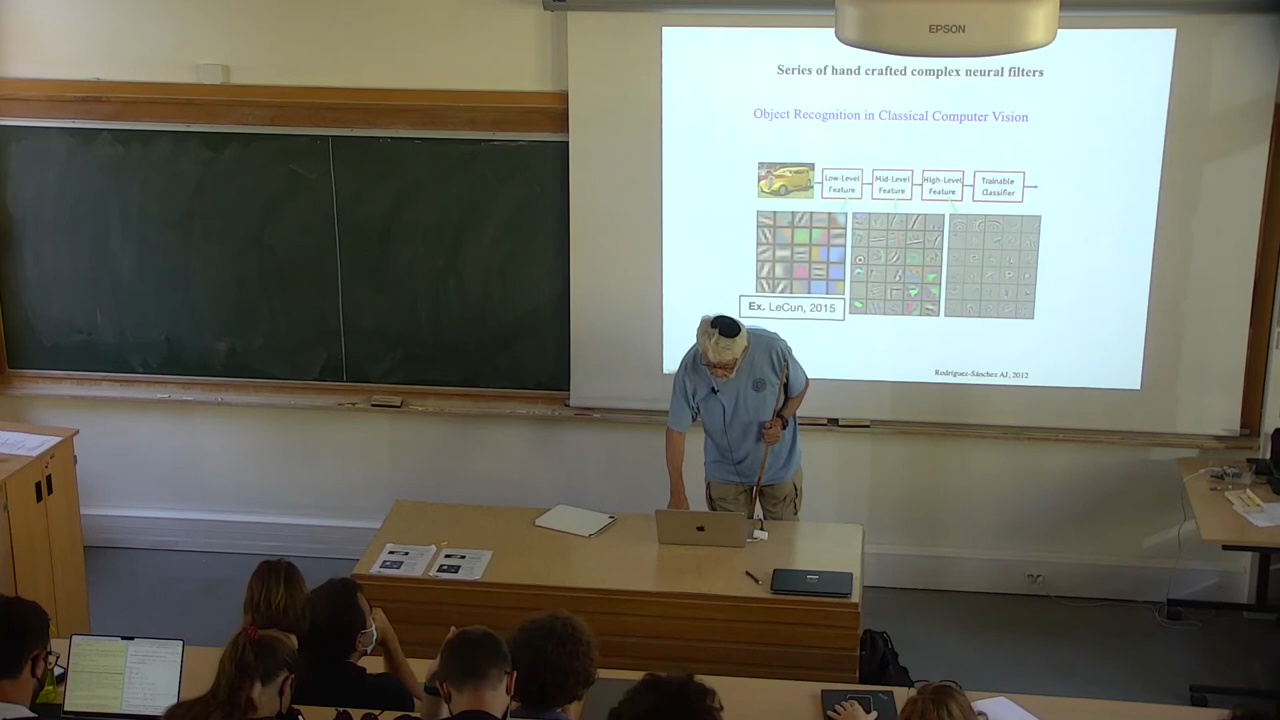 EPSON
Series of hand crafted complex neural filters
Object Recognition in Classical Computer Vision
Low-Level
Feature
Mid-Level
Feature
High-Level
Feature
Trainable
Classifier
Ex. LeCun, 2015
Rodríguez-Sánchez AJ, 2012